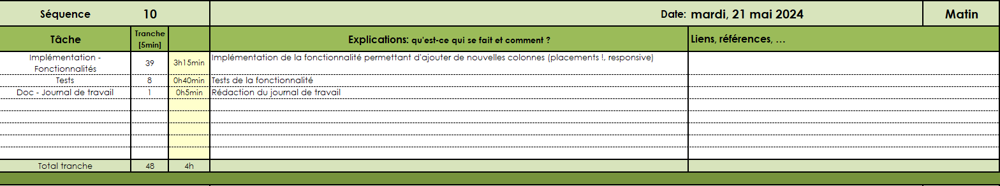 Séquence 10 Date: mardi, 21 mai 2024 Matin
Tâche Tranche [5min] Explications: qu'est-ce qui se fait et comment ? Liens, références, ...
Implémentation - Fonctionnalités 39 3h15min Implémentation de la fonctionnalité permettant d'ajouter de nouvelles colonnes (placements !, responsive)
Tests 8 0h40min Tests de la fonctionnalité
Doc - Journal de travail 1 0h5min Rédaction du journal de travail
Total tranche 48 4h